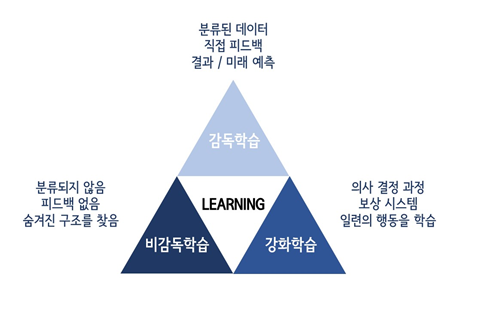 분류된 데이터
직접 피드백
결과 / 미래 예측
감독학습
분류되지 않음
피드백 없음
숨겨진 구조를 찾음
LEARNING
의사 결정 과정
보상 시스템
일련의 행동을 학습
비감독학습
강화학습